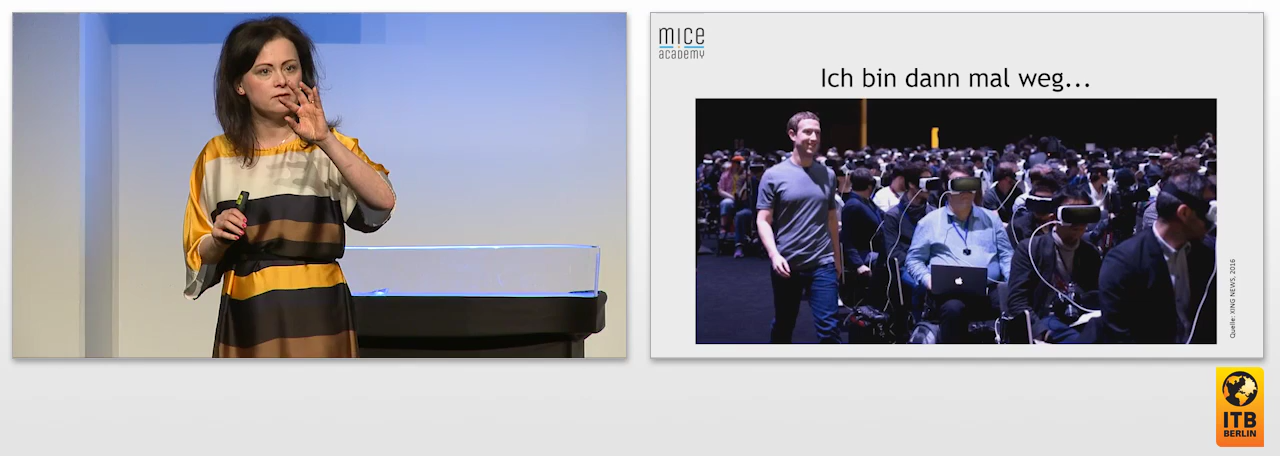 mice
academy
Ich bin dann mal weg...
Quelle: XING NEWS, 2016
ITB
BERLIN